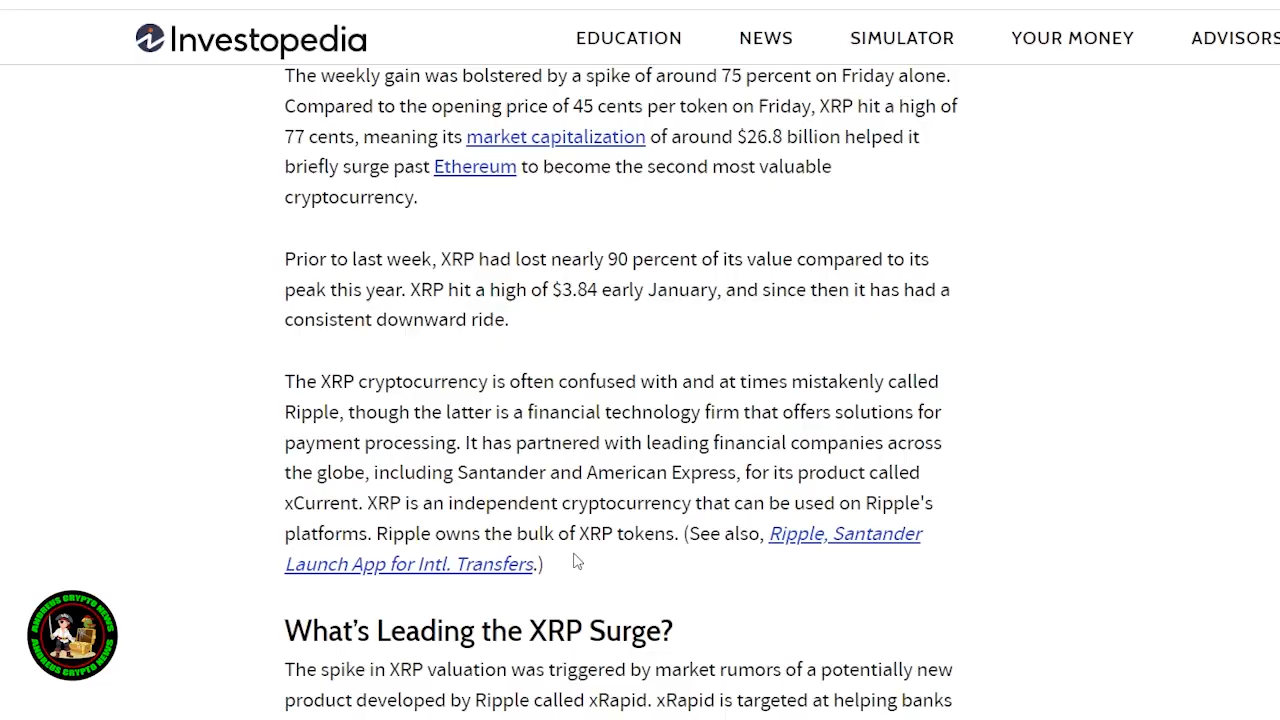 Investopedia
EDUCATION NEWS SIMULATOR YOUR MONEY ADVISORS
The weekly gain was bolstered by a spike of around 75 percent on Friday alone.
Compared to the opening price of 45 cents per token on Friday, XRP hit a high of
77 cents, meaning its market capitalization of around $26.8 billion helped it
briefly surge past Ethereum to become the second most valuable
cryptocurrency.
Prior to last week, XRP had lost nearly 90 percent of its value compared to its
peak this year. XRP hit a high of $3.84 early January, and since then it has had a
consistent downward ride.
The XRP cryptocurrency is often confused with and at times mistakenly called
Ripple, though the latter is a financial technology firm that offers solutions for
payment processing. It has partnered with leading financial companies across
the globe, including Santander and American Express, for its product called
xCurrent. XRP is an independent cryptocurrency that can be used on Ripple's
platforms. Ripple owns the bulk of XRP tokens. (See also, Ripple, Santander
Launch App for Intl. Transfers.)
ANDREUS CRYPTO NEWS
ANDREUS CRYPTO NEWS
What’s Leading the XRP Surge?
The spike in XRP valuation was triggered by market rumors of a potentially new
product developed by Ripple called xRapid. xRapid is targeted at helping banks